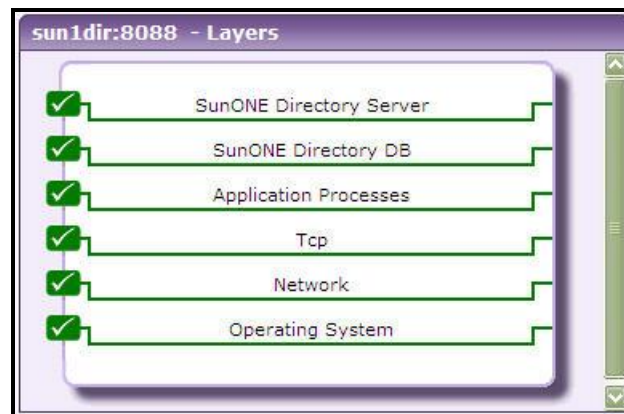 sun1dir:8088 - Layers
SunONE Directory Server
SunONE Directory DB
Application Processes
Tcp
Network
Operating System